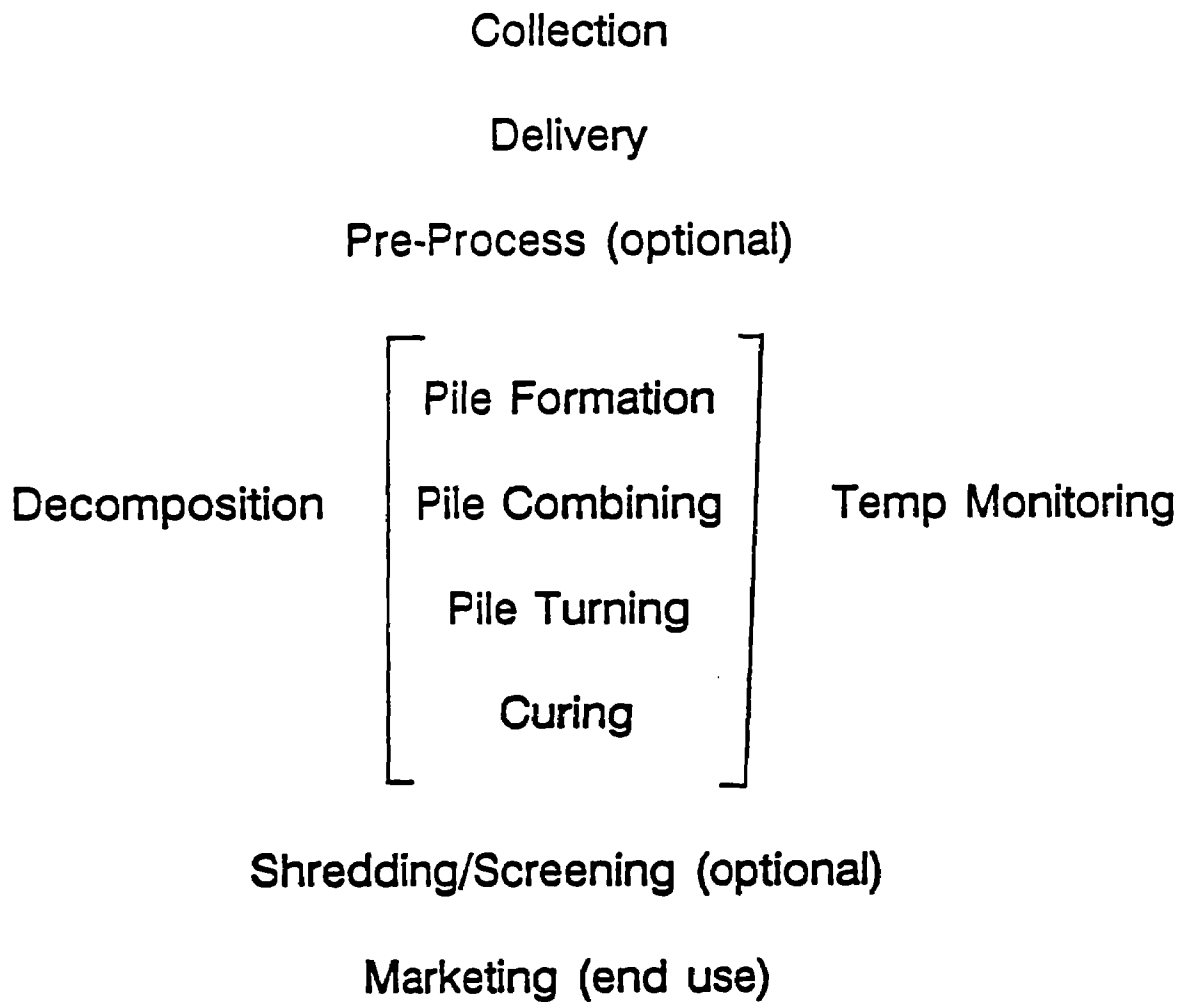 Collection
Delivery
Pre-Process (optional)
Pile Formation
Decomposition Pile Combining Temp Monitoring
Pile Turning
Curing
Shredding/Screening (optional)
Marketing (end use)